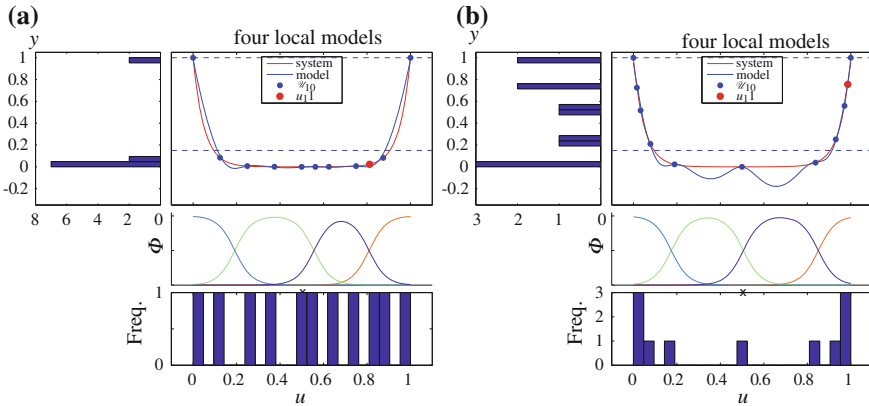 (a)
y
four local models
1
0.8
0.6
0.4
0.2
0
-0.2
8 6 4 2 0
system
model
𝒰10
u11
Φ
0
Freq.
1
0
0 0.2 0.4 0.6 0.8 1
u
(b)
y
four local models
1
0.8
0.6
0.4
0.2
0
-0.2
3 2 1 0
system
model
𝒰10
u11
Φ
0
Freq.
3
2
1
0
0 0.2 0.4 0.6 0.8 1
u